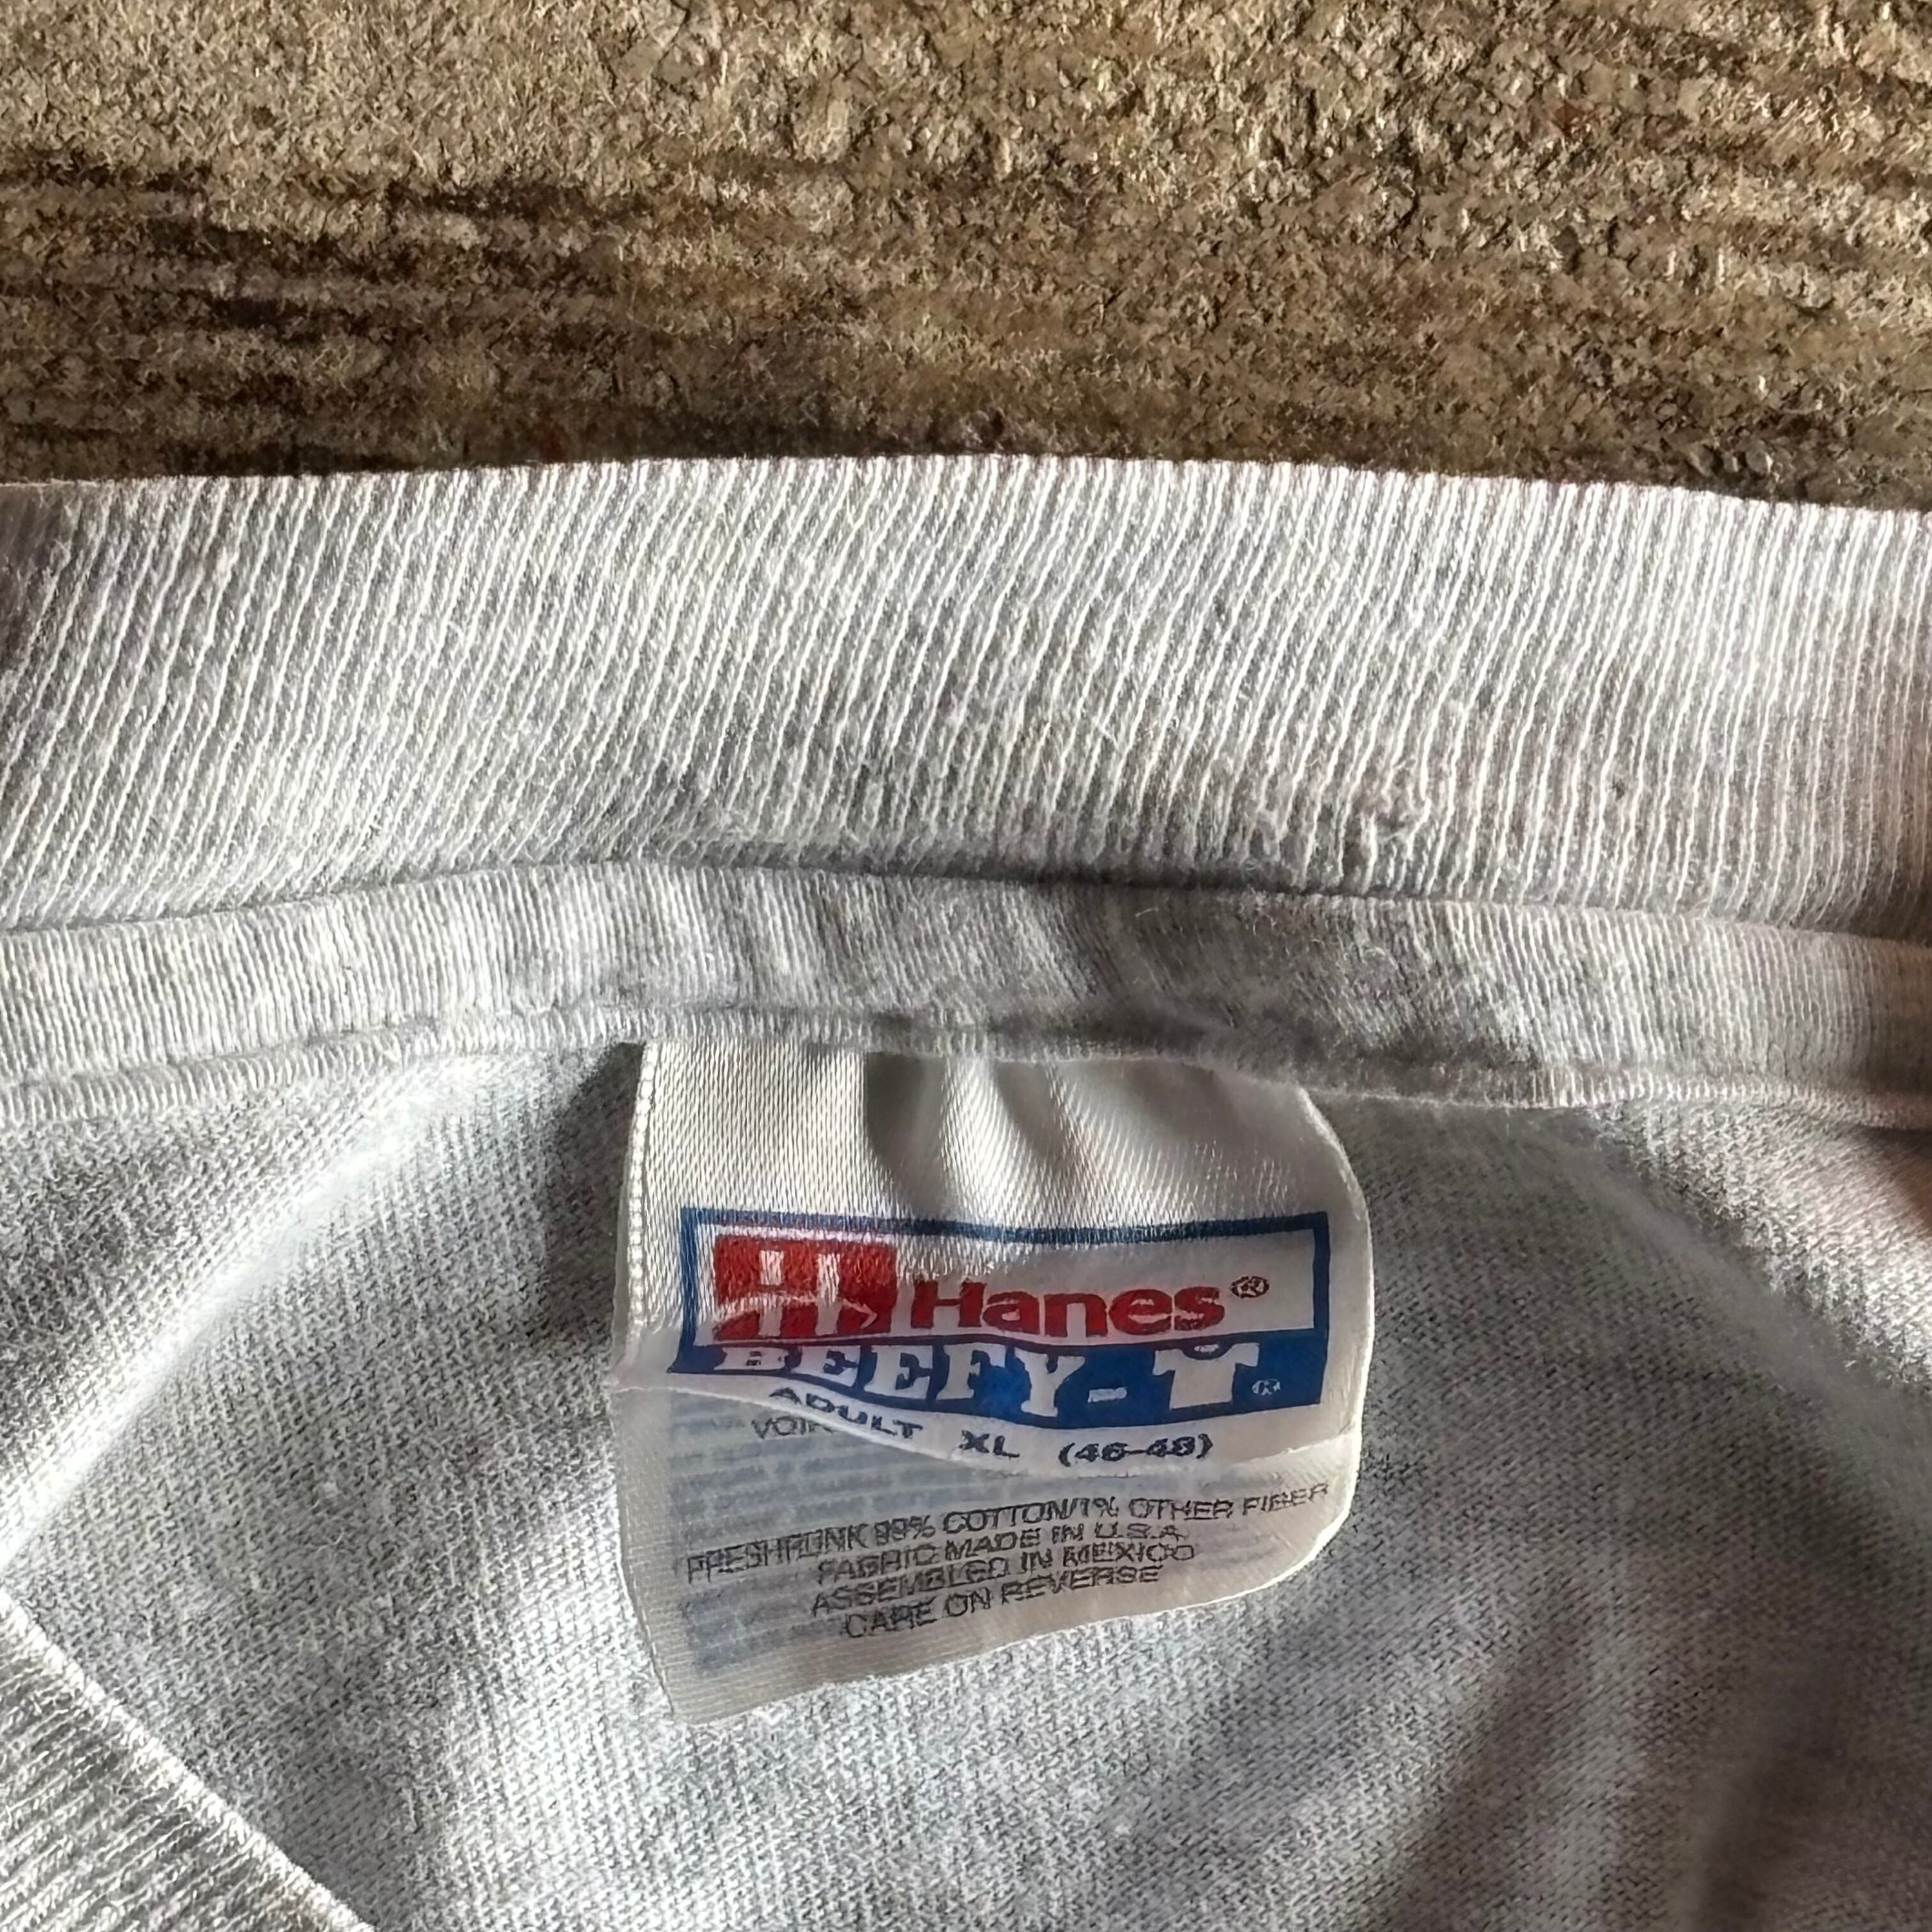 H Hanes®
BEEFY-T®
ADULT XL (46-48)
PRESHRUNK 99% COTTON/1% OTHER FIBER
FABRIC MADE IN U.S.A.
ASSEMBLED IN MEXICO
CARE ON REVERSE